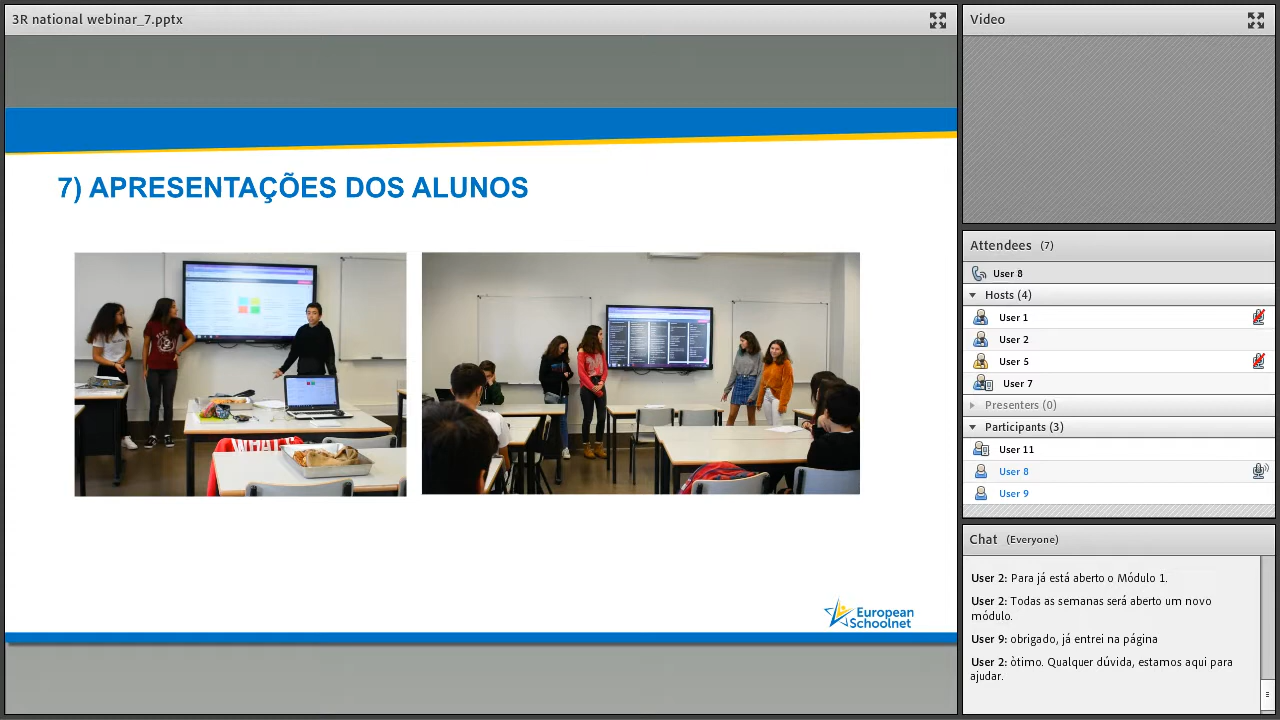 3R national webinar_7.pptx
7) APRESENTAÇÕES DOS ALUNOS
WHAT
European
Schoolnet
Video
Attendees (7)
User 8
Hosts (4)
User 1
User 2
User 5
User 7
Presenters (0)
Participants (3)
User 11
User 8
User 9
Chat (Everyone)
User 2: Para já está aberto o Módulo 1.
User 2: Todas as semanas será aberto um novo
módulo.
User 9: obrigado, já entrei na página
User 2: òtimo. Qualquer dúvida, estamos aqui para
ajudar.